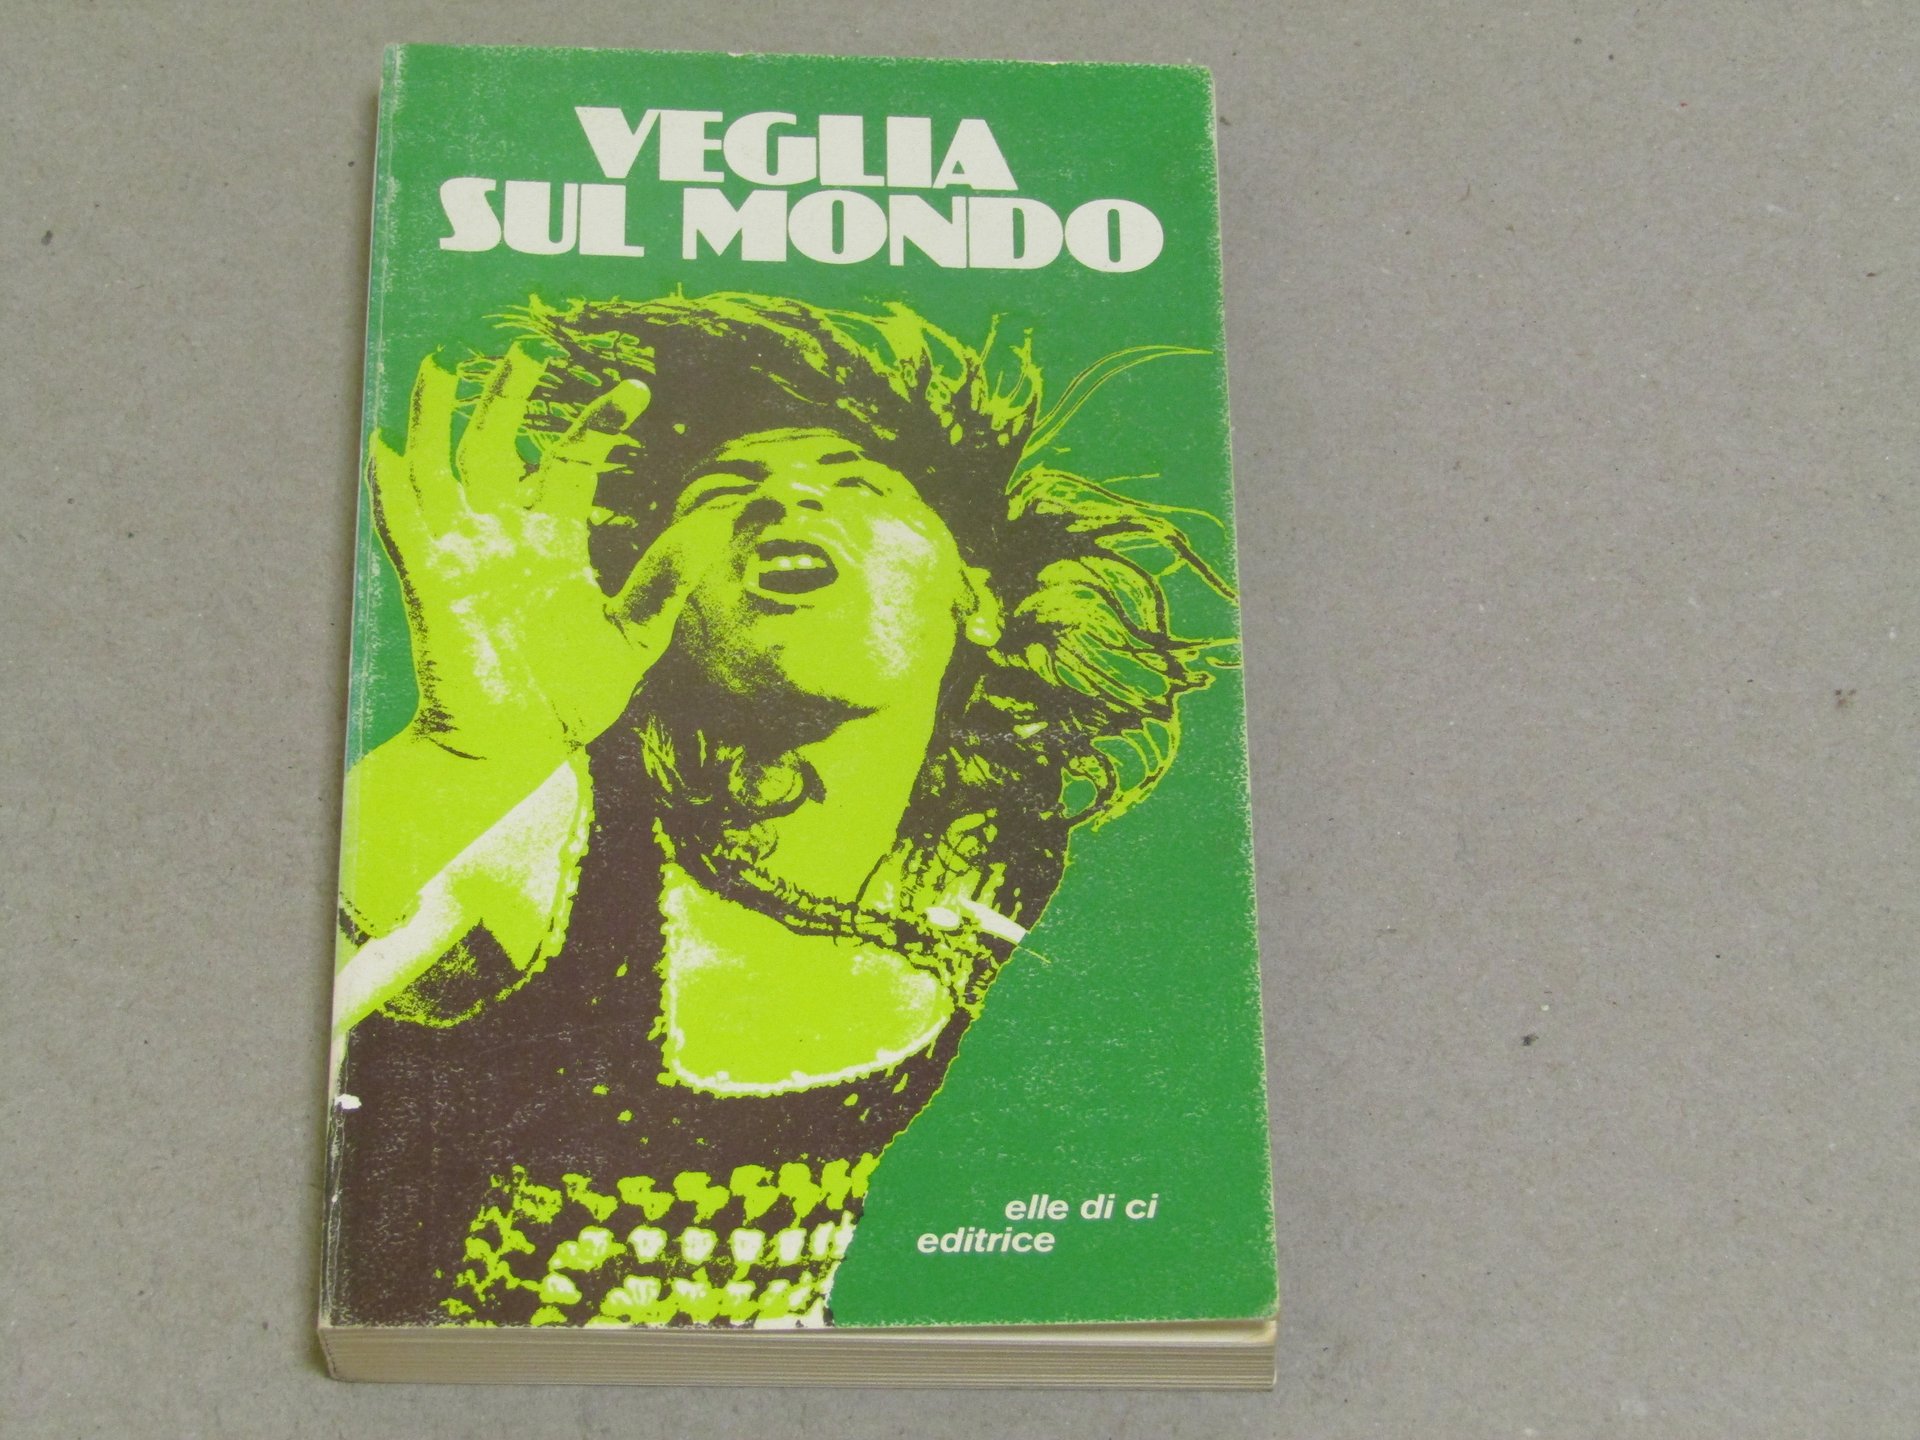 VEGLIA
SUL MONDO
elle di ci
editrice